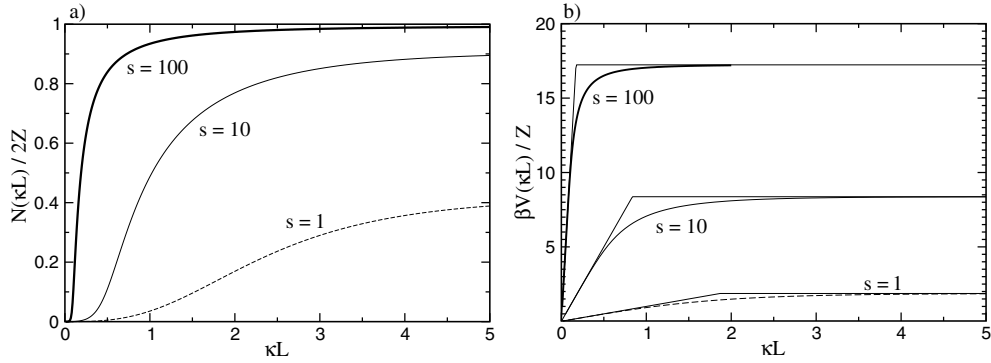 a)
1
0.8
0.6
0.4
0.2
0
N(κL) / 2Z
s = 100
s = 10
s = 1
0 1 2 3 4 5
κL
b)
20
15
10
5
βV(κL) / Z
s = 100
s = 10
s = 1
0 1 2 3 4 5
κL